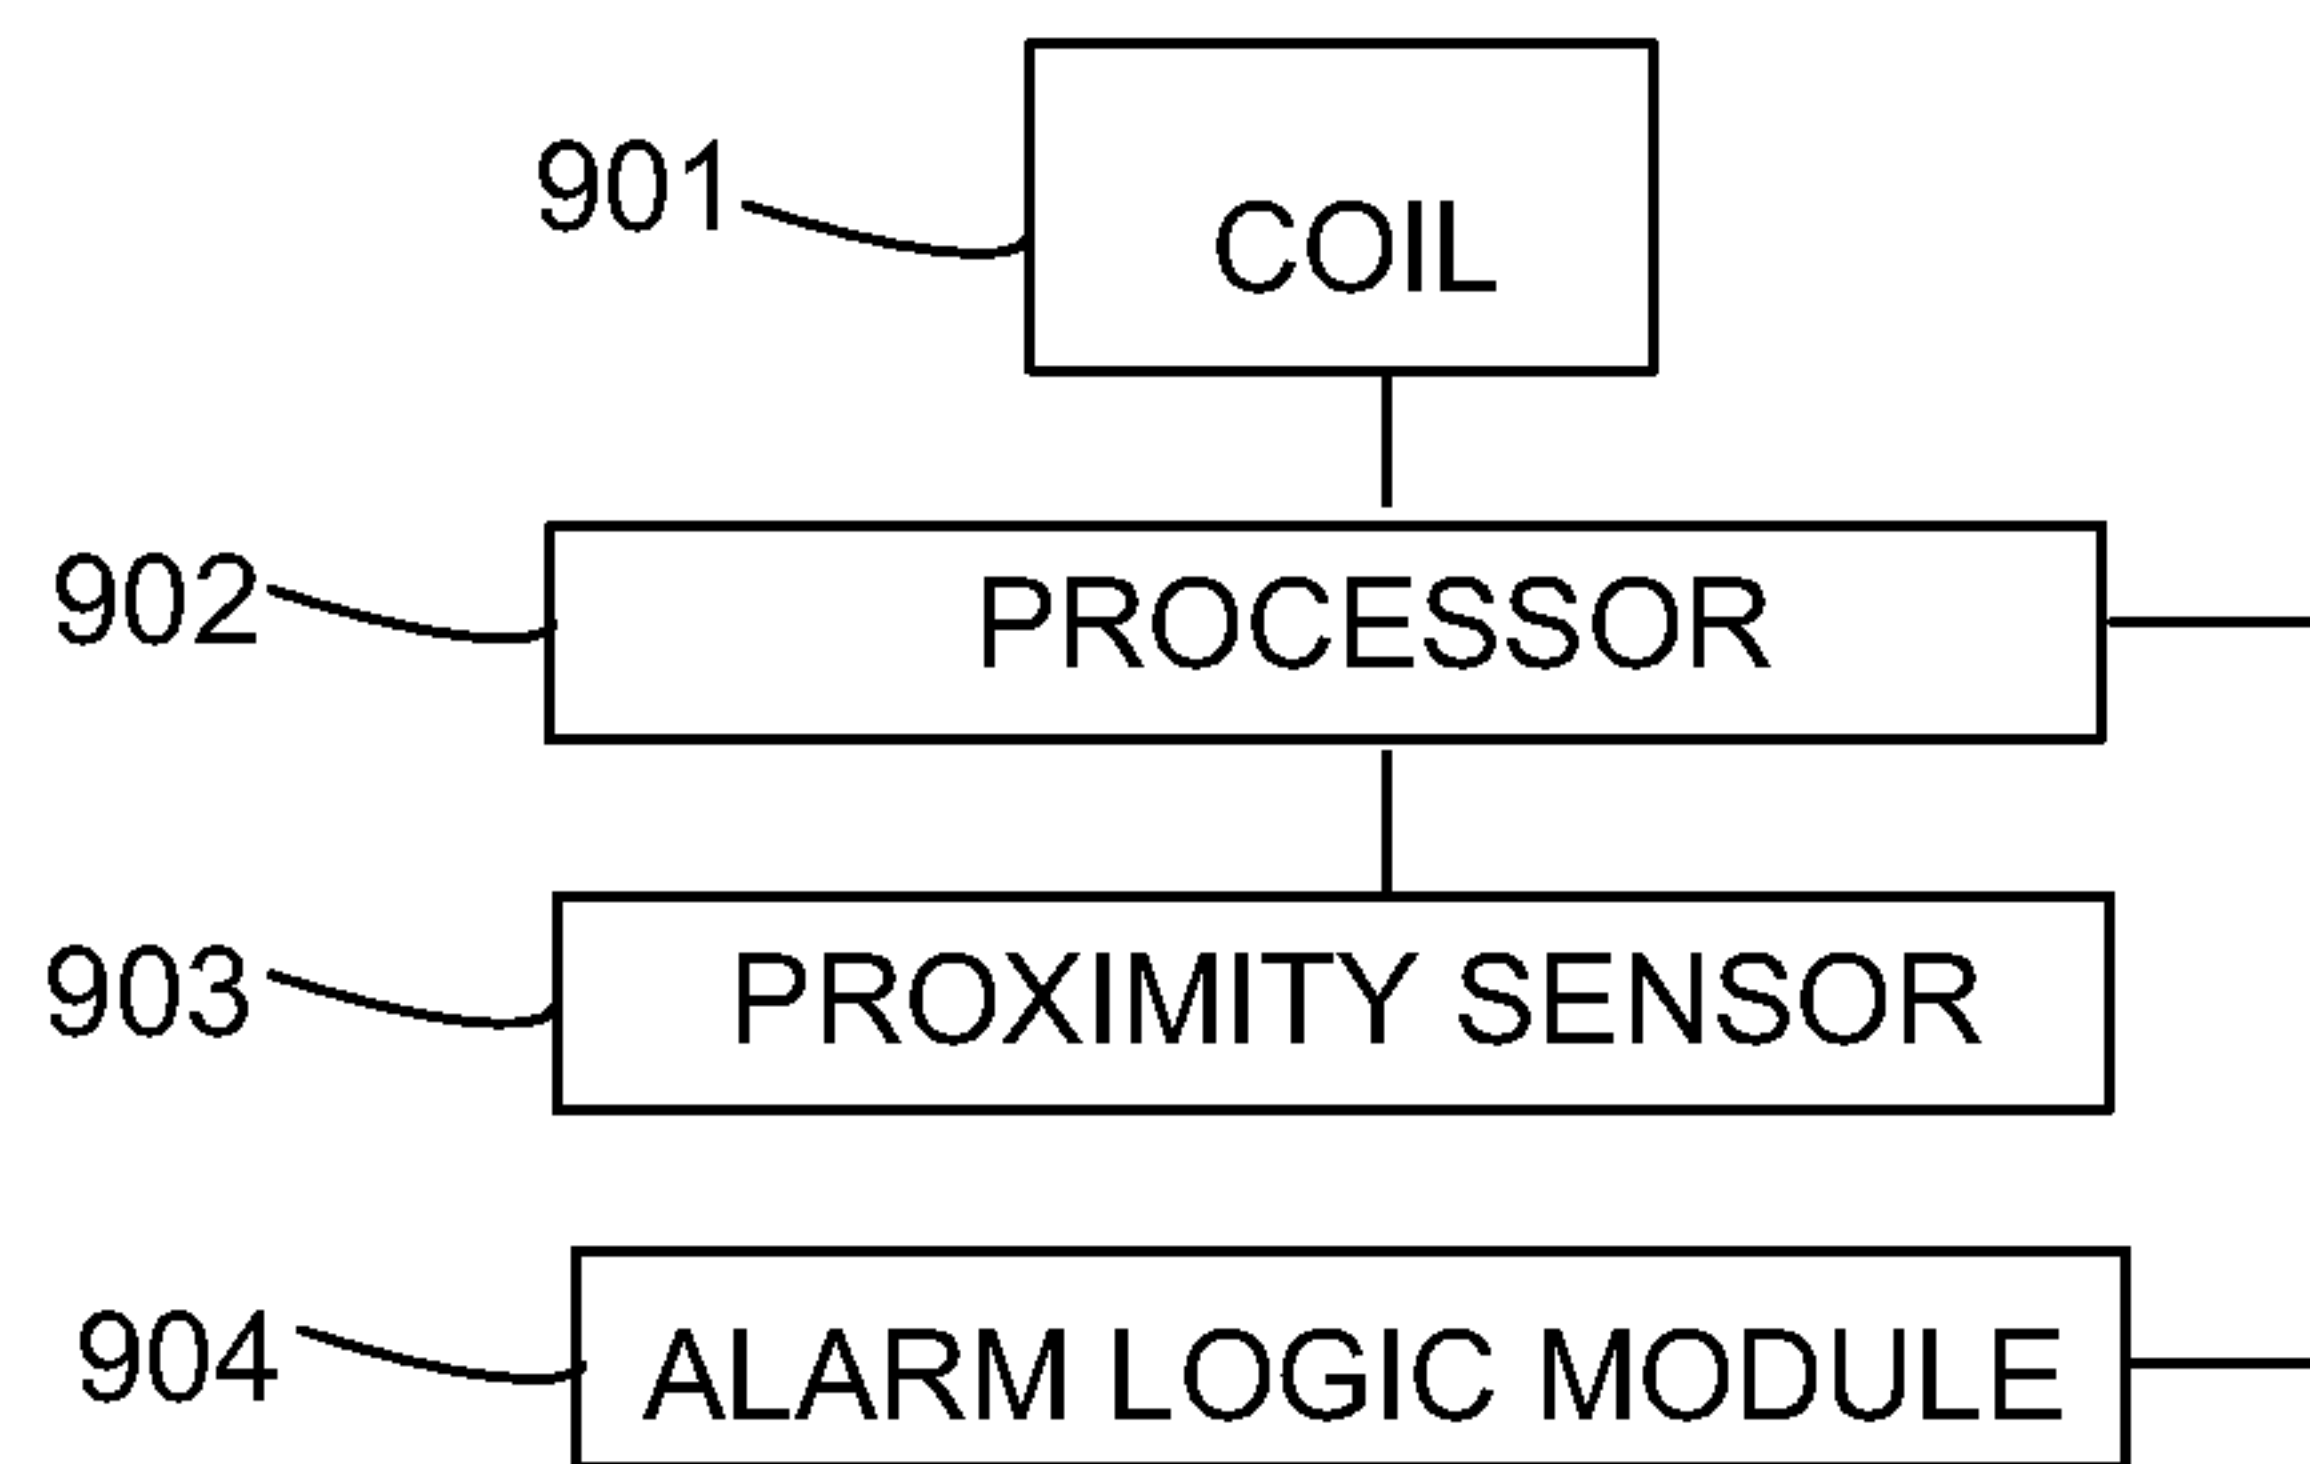 901
COIL
902
PROCESSOR
903
PROXIMITY SENSOR
904
ALARM LOGIC MODULE